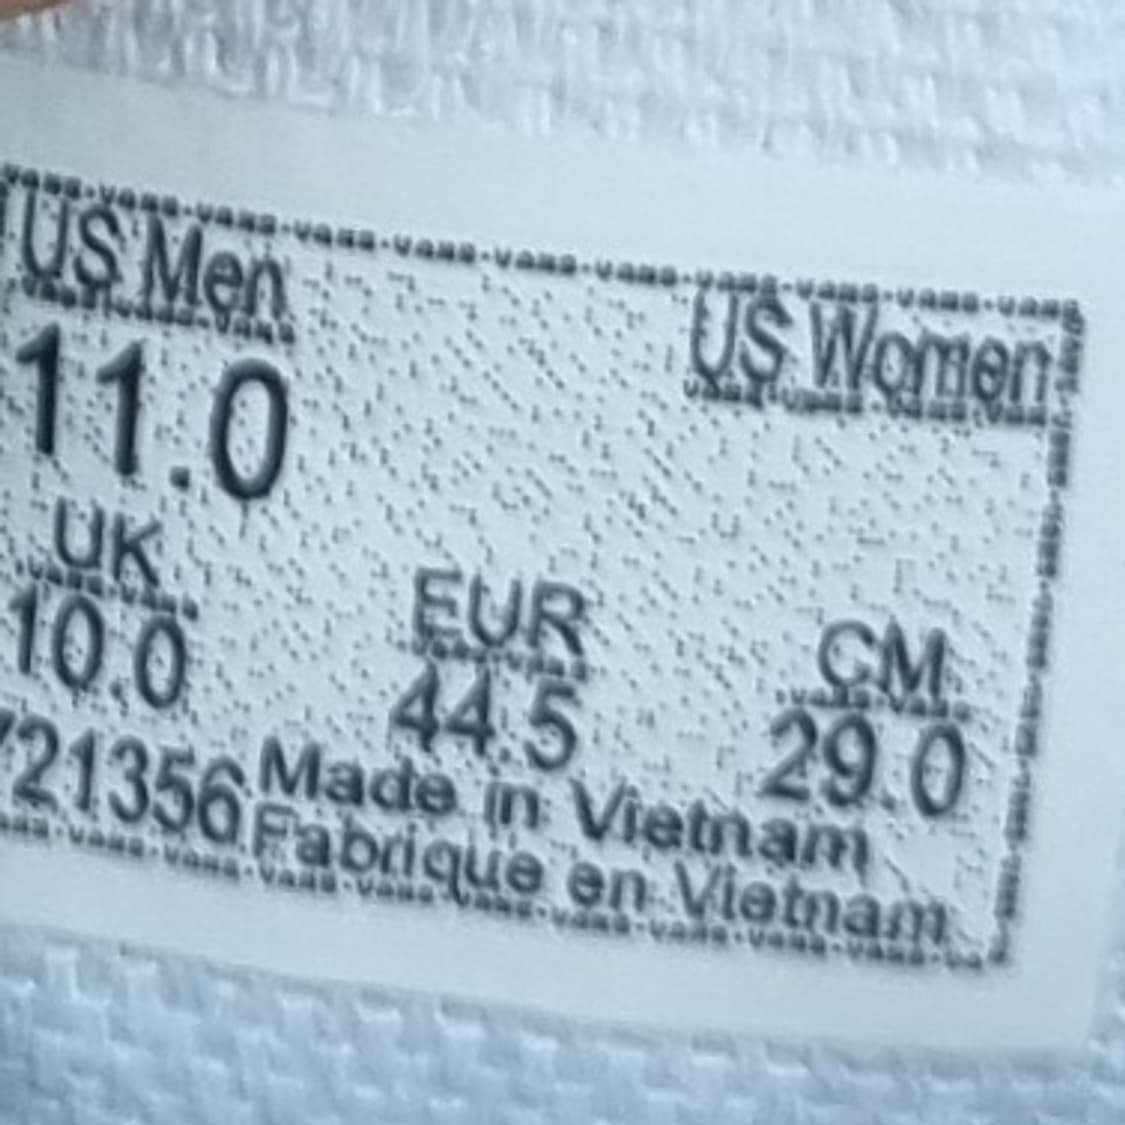 US Men US Women
11.0
UK EUR CM
10.0 44.5 29.0
721356 Made in Vietnam
Fabrique en Vietnam